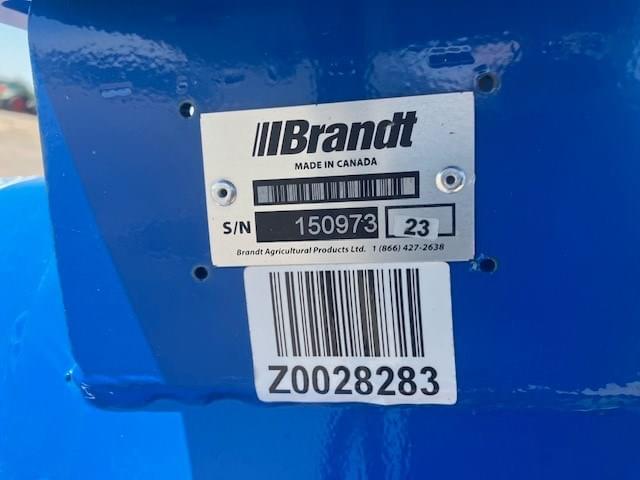 Brandt
MADE IN CANADA
S/N 150973 23
Brandt Agricultural Products Ltd. 1 (866) 427-2638
Z0028283